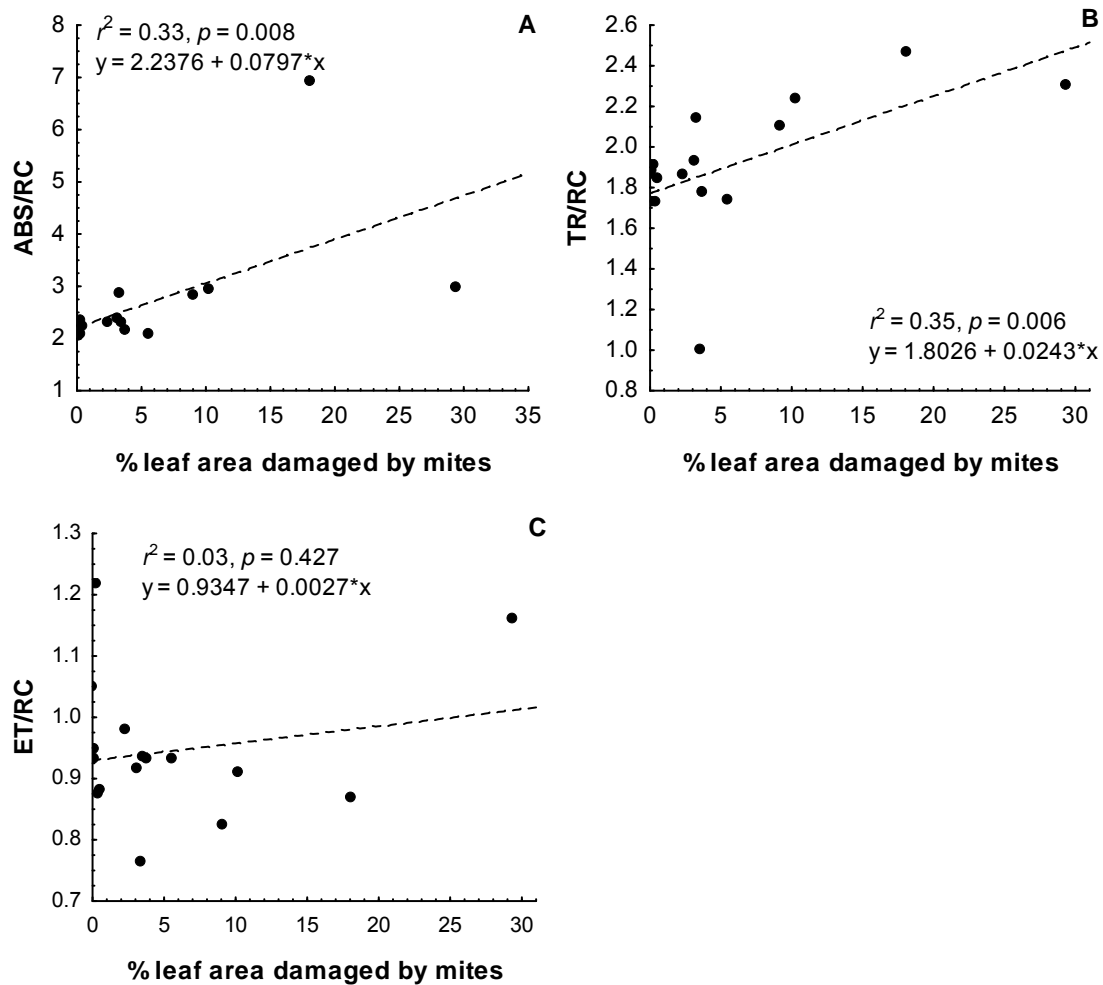 A
r² = 0.33, p = 0.008
y = 2.2376 + 0.0797*x
8
7
6
5
4
3
2
1
ABS/RC
0 5 10 15 20 25 30 35
% leaf area damaged by mites
B
2.6
2.4
2.2
2.0
1.8
1.6
1.4
1.2
1.0
0.8
TR/RC
r² = 0.35, p = 0.006
y = 1.8026 + 0.0243*x
0 5 10 15 20 25 30
% leaf area damaged by mites
C
r² = 0.03, p = 0.427
y = 0.9347 + 0.0027*x
1.3
1.2
1.1
1.0
0.9
0.8
0.7
ET/RC
0 5 10 15 20 25 30
% leaf area damaged by mites